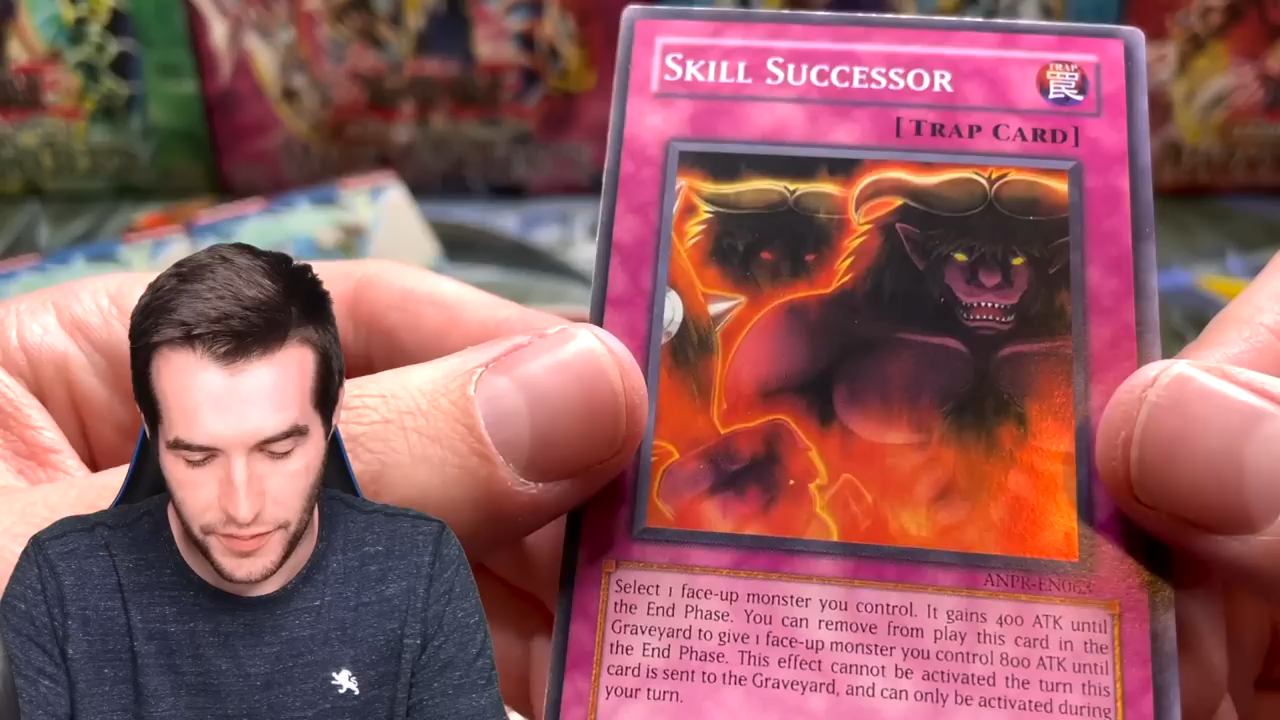 SKILL SUCCESSOR
TRAP
罠
[TRAP CARD]
ANPR-EN063
Select 1 face-up monster you control. It gains 400 ATK until
the End Phase. You can remove from play this card in the
Graveyard to give 1 face-up monster you control 800 ATK until
the End Phase. This effect cannot be activated the turn this
card is sent to the Graveyard, and can only be activated during
your turn.